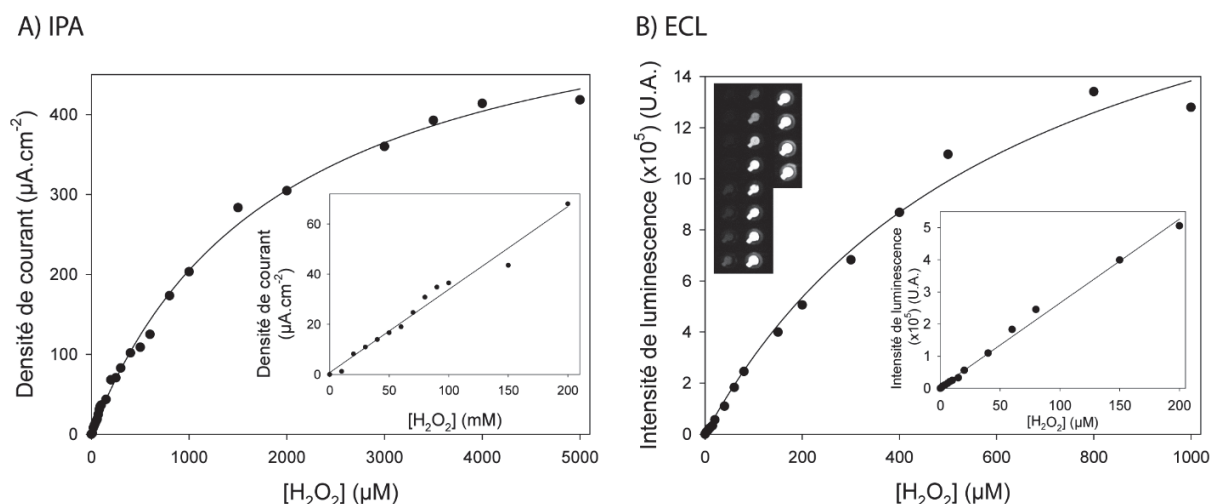 A) IPA
Densité de courant (µA.cm⁻²)
400
300
200
100
0
0 1000 2000 3000 4000 5000
[H₂O₂] (µM)
Densité de courant
(µA.cm⁻²)
60
40
20
0
0 50 100 150 200
[H₂O₂] (mM)
B) ECL
Intensité de luminescence (x10⁵) (U.A.)
14
12
10
8
6
4
2
0
0 200 400 600 800 1000
[H₂O₂] (µM)
Intensité de luminescence
(x10⁵) (U.A.)
5
4
3
2
1
0
0 50 100 150 200
[H₂O₂] (µM)